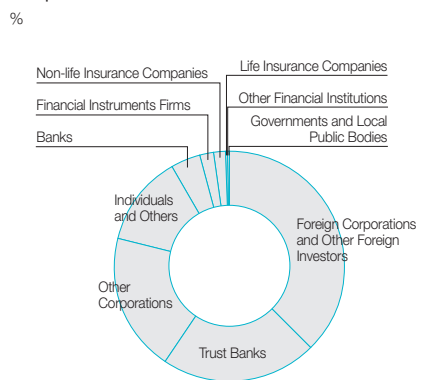 %
Non-life Insurance Companies
Life Insurance Companies
Financial Instruments Firms
Other Financial Institutions
Banks
Governments and Local
Public Bodies
Individuals
and Others
Foreign Corporations
and Other Foreign
Investors
Other
Corporations
Trust Banks